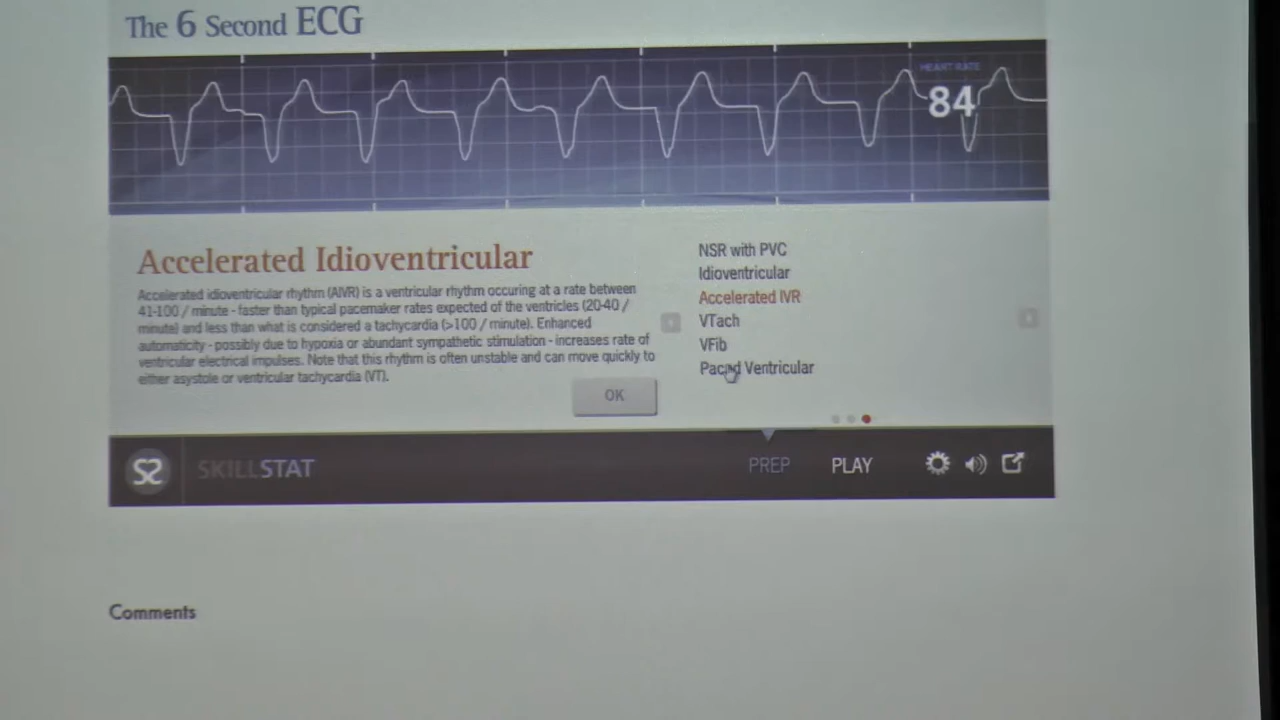 The 6 Second ECG
HEART RATE
84
Accelerated Idioventricular
Accelerated idioventricular rhythm (AIVR) is a ventricular rhythm occuring at a rate between
41-100 / minute - faster than typical pacemaker rates expected of the ventricles (20-40 /
minute) and less than what is considered a tachycardia (>100 / minute). Enhanced
automaticity - possibly due to hypoxia or abundant sympathetic stimulation - increases rate of
ventricular electrical impulses. Note that this rhythm is often unstable and can move quickly to
either asystole or ventricular tachycardia (VT).
OK
NSR with PVC
Idioventricular
Accelerated IVR
VTach
VFib
Paced Ventricular
S2 SKILLSTAT
PREP PLAY
Comments